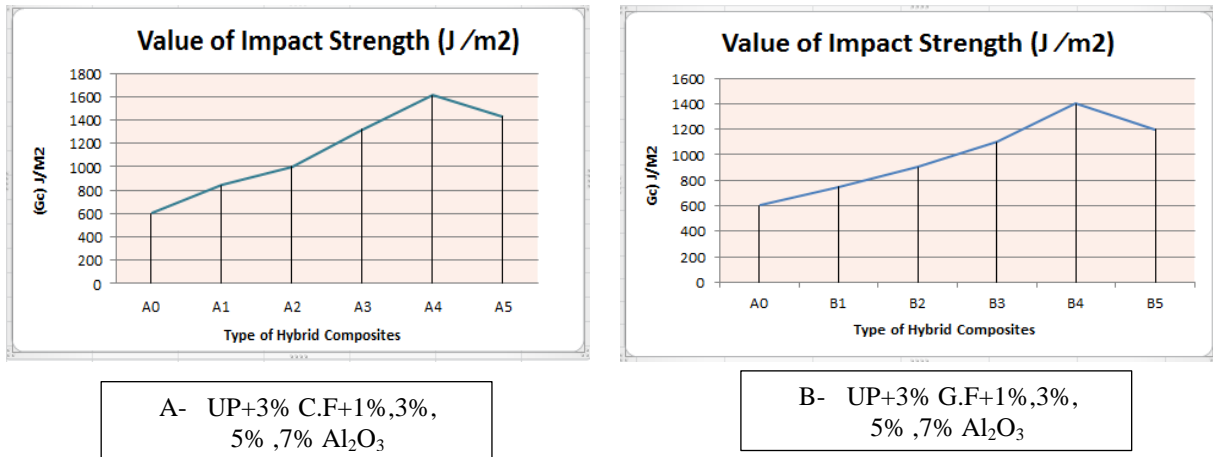 Value of Impact Strength (J /m2)
1800
1600
1400
1200
1000
800
600
400
200
0
(Gc) J/M2
A0 A1 A2 A3 A4 A5
Type of Hybrid Composites
A- UP+3% C.F+1%,3%,
5% ,7% Al₂O₃
Value of Impact Strength (J /m2)
1600
1400
1200
1000
800
600
400
200
0
Gc) J/M2
A0 B1 B2 B3 B4 B5
Type of Hybrid Composites
B- UP+3% G.F+1%,3%,
5% ,7% Al₂O₃